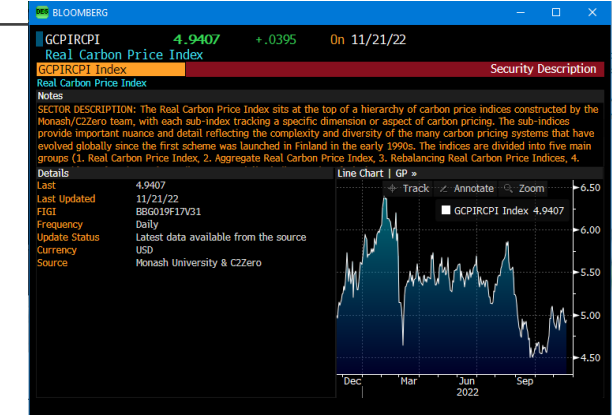 DES BLOOMBERG
GCPIRCPI 4.9407 +.0395 On 11/21/22
Real Carbon Price Index
GCPIRCPI Index Security Description
Real Carbon Price Index
Notes
SECTOR DESCRIPTION: The Real Carbon Price Index sits at the top of a hierarchy of carbon price indices constructed by the
Monash/C2Zero team, with each sub-index tracking a specific dimension or aspect of carbon pricing. The sub-indices
provide important nuance and detail reflecting the complexity and diversity of the many carbon pricing systems that have
evolved globally since the first scheme was launched in Finland in the early 1990s. The indices are divided into five main
groups (1. Real Carbon Price Index, 2. Aggregate Real Carbon Price Index, 3. Rebalancing Real Carbon Price Indices, 4.
Details
Last 4.9407
Last Updated 11/21/22
FIGI BBG019F17V31
Frequency Daily
Update Status Latest data available from the source
Currency USD
Source Monash University & C2Zero
Line Chart | GP »
Track Annotate Zoom
GCPIRCPI Index 4.9407
6.50
6.00
5.50
5.00
4.50
Dec Mar Jun Sep
2022